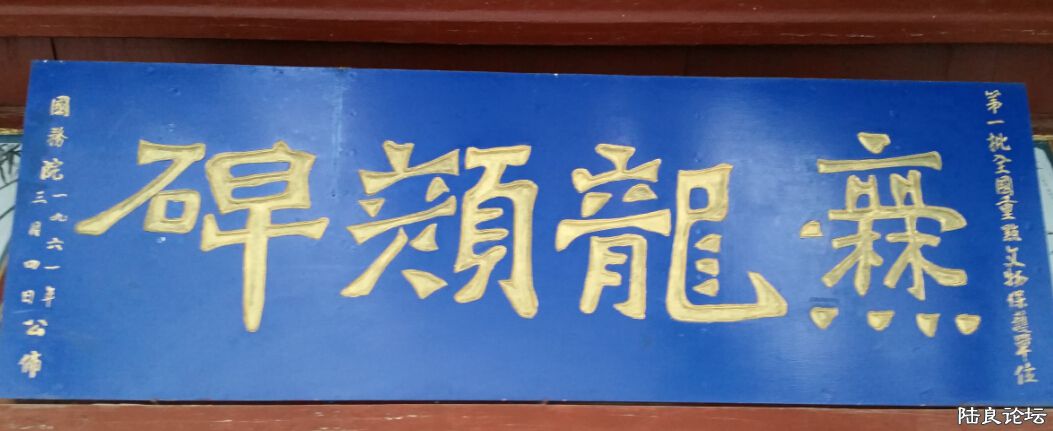 第一批全國重點文物保護單位
爨龍顔碑
國務院一九六一年三月四日公佈
陆良论坛